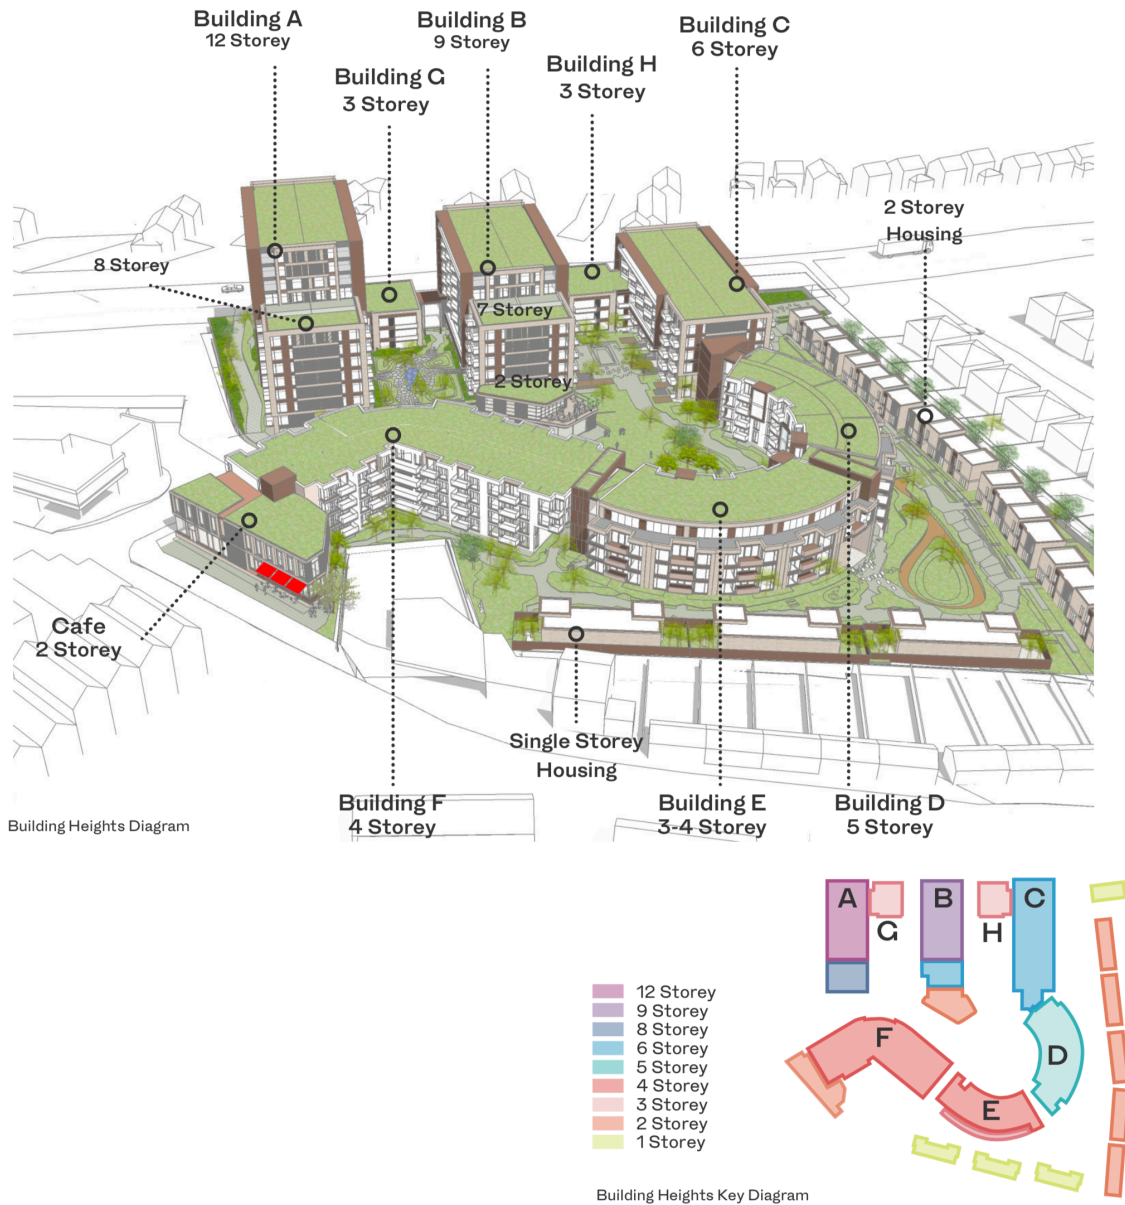 Building A
12 Storey
Building B
9 Storey
Building C
6 Storey
Building G
3 Storey
Building H
3 Storey
2 Storey
Housing
8 Storey
7 Storey
2 Storey
Cafe
2 Storey
Single Storey
Housing
Building F
4 Storey
Building E
3-4 Storey
Building D
5 Storey
Building Heights Diagram
A
B
C
G
H
F
D
E
12 Storey
9 Storey
8 Storey
6 Storey
5 Storey
4 Storey
3 Storey
2 Storey
1 Storey
Building Heights Key Diagram